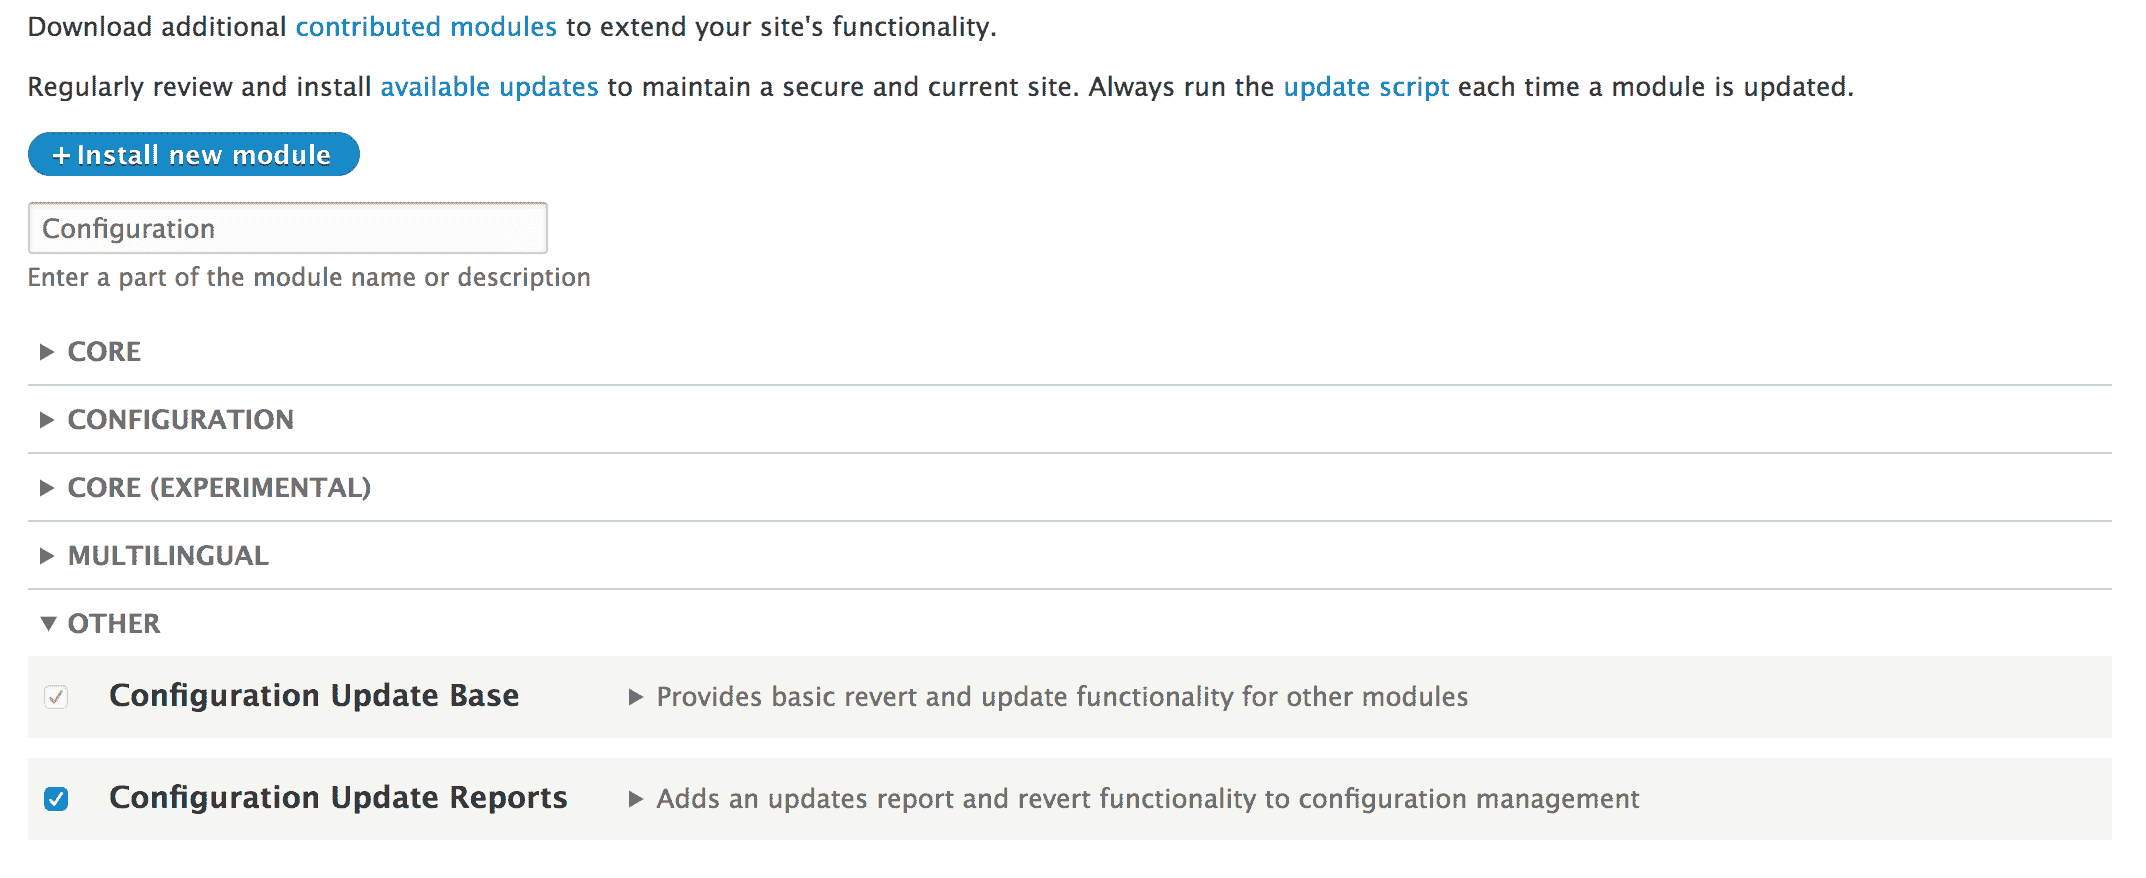 Download additional contributed modules to extend your site's functionality.
Regularly review and install available updates to maintain a secure and current site. Always run the update script each time a module is updated.
+ Install new module
Configuration
Enter a part of the module name or description
CORE
CONFIGURATION
CORE (EXPERIMENTAL)
MULTILINGUAL
OTHER
Configuration Update Base Provides basic revert and update functionality for other modules
Configuration Update Reports Adds an updates report and revert functionality to configuration management